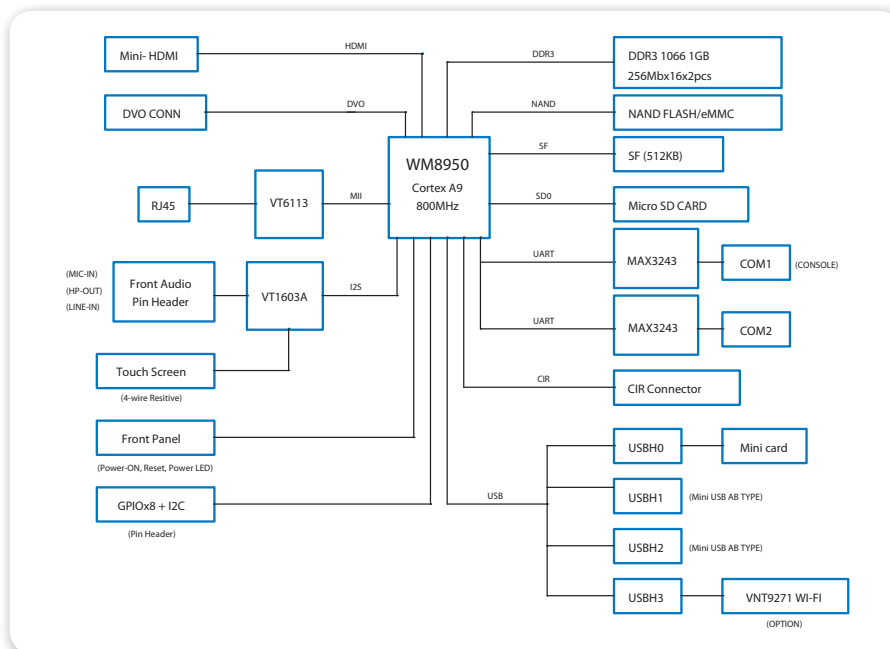 HDMI
Mini- HDMI
DDR3
DDR3 1066 1GB
256Mbx16x2pcs
DVO
DVO CONN
NAND
NAND FLASH/eMMC
WM8950
Cortex A9
800MHz
SF
SF (512KB)
RJ45
VT6113
MII
SD0
Micro SD CARD
(MIC-IN)
(HP-OUT)
(LINE-IN)
Front Audio
Pin Header
VT1603A
I2S
UART
MAX3243
COM1
(CONSOLE)
UART
MAX3243
COM2
Touch Screen
(4-wire Resitive)
CIR
CIR Connector
Front Panel
(Power-ON, Reset, Power LED)
GPIOx8 + I2C
(Pin Header)
USB
USBH0
Mini card
USBH1
(Mini USB AB TYPE)
USBH2
(Mini USB AB TYPE)
USBH3
VNT9271 WI-FI
(OPTION)